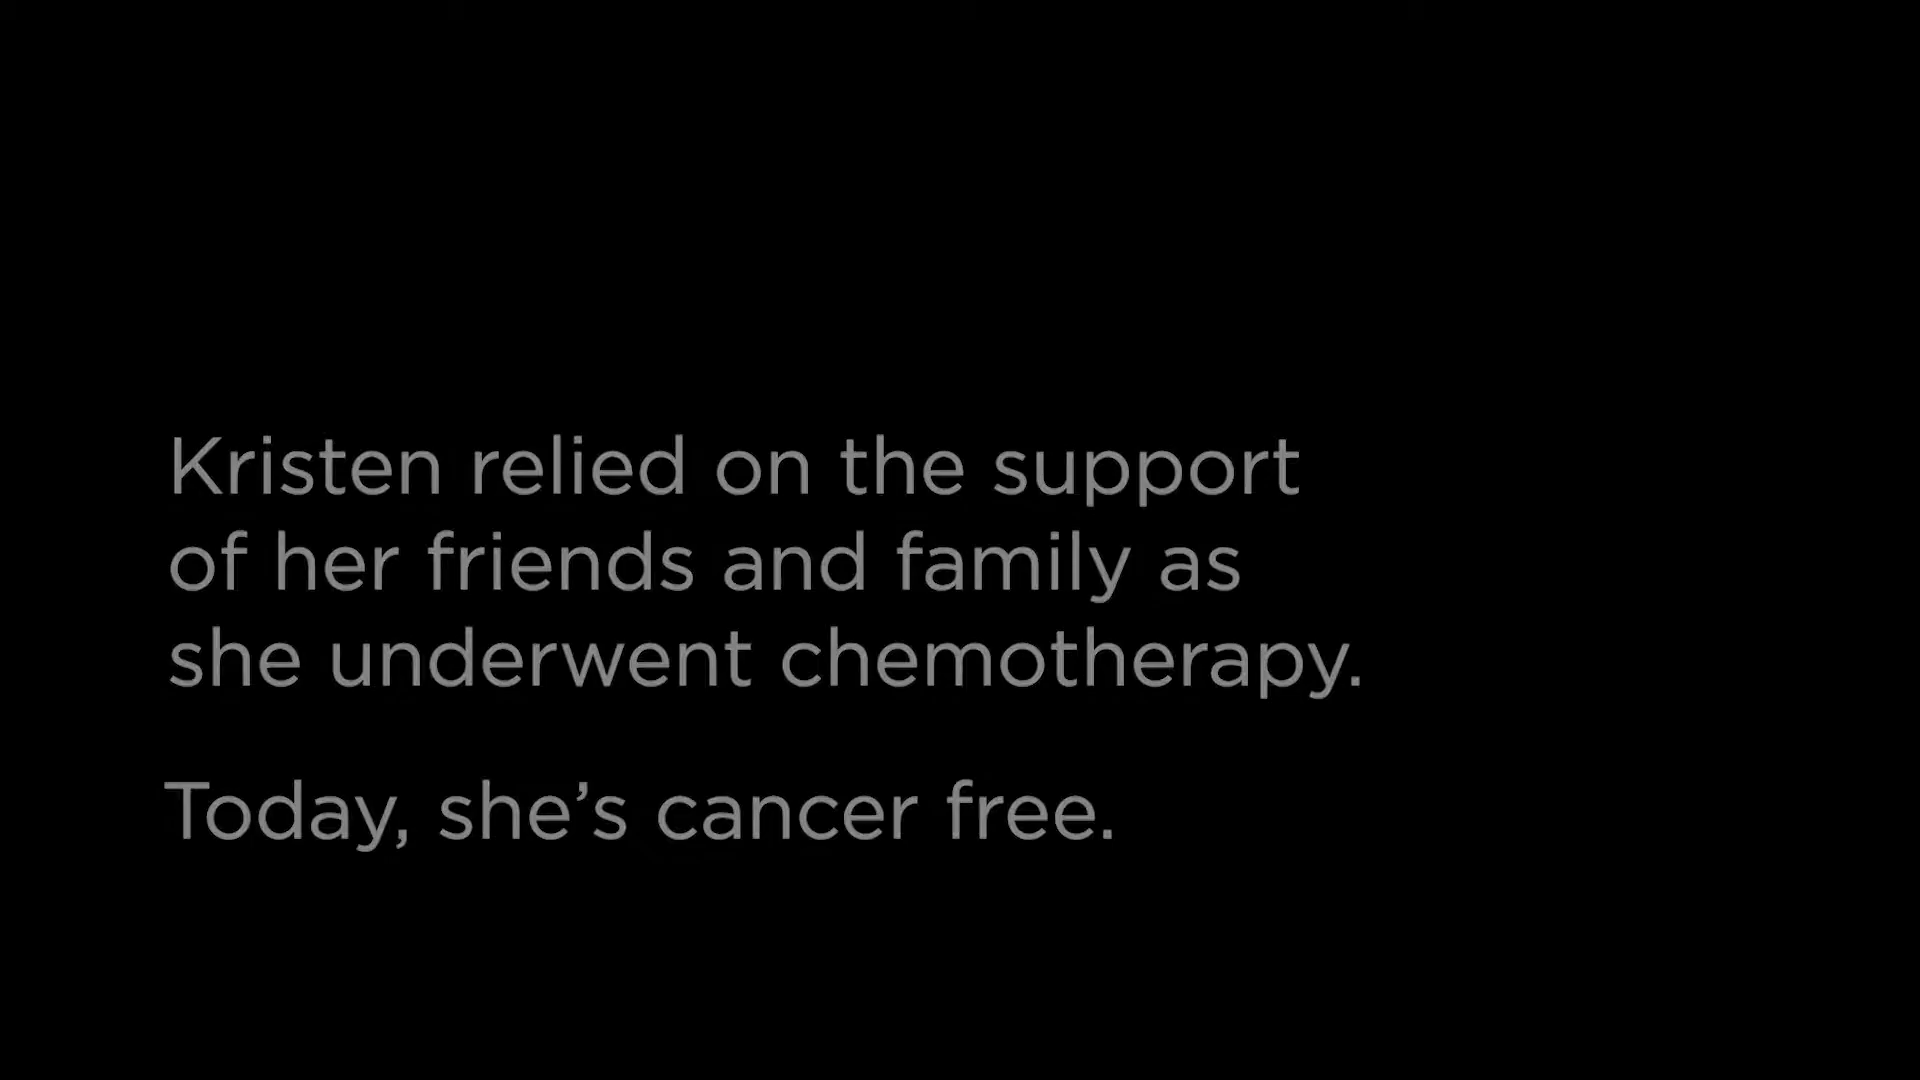 Kristen relied on the support
of her friends and family as
she underwent chemotherapy.
Today, she’s cancer free.